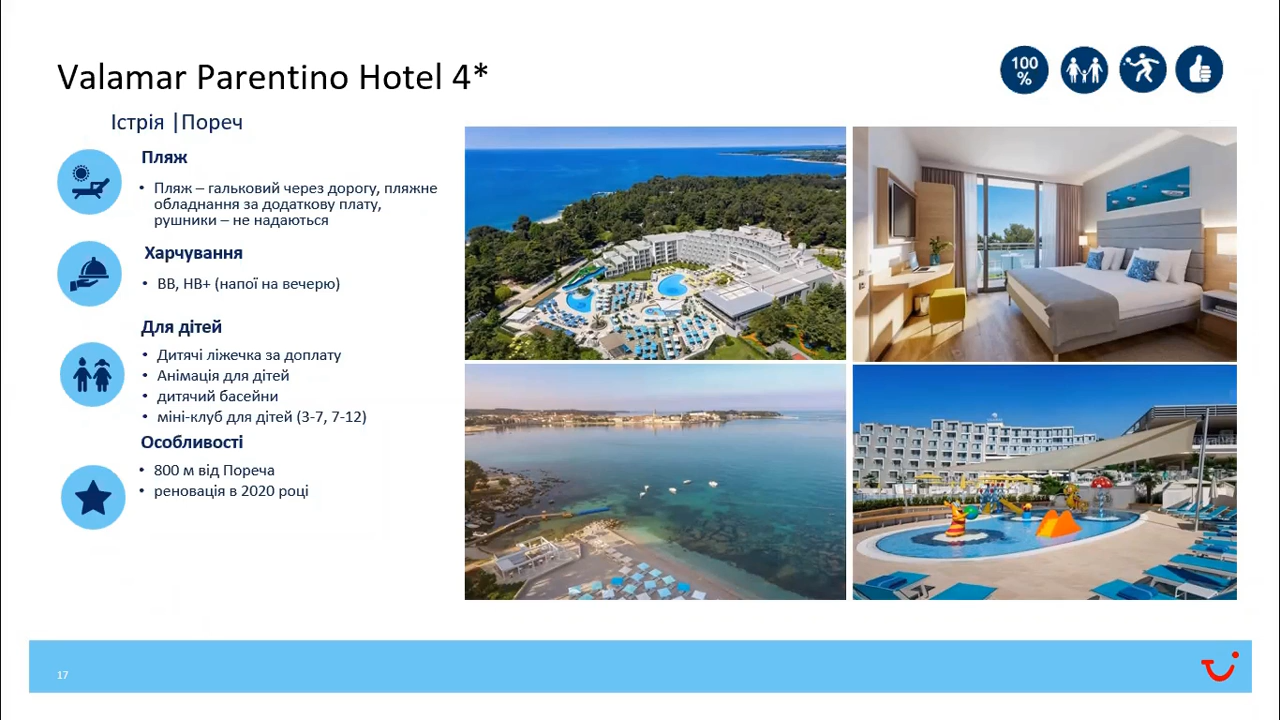 Valamar Parentino Hotel 4*
100
%
Істрія |Пореч
Пляж
• Пляж – гальковий через дорогу, пляжне
обладнання за додаткову плату,
рушники – не надаються
Харчування
• BB, HB+ (напої на вечерю)
Для дітей
• Дитячі ліжечка за доплату
• Анімація для дітей
• дитячий басейни
• міні-клуб для дітей (3-7, 7-12)
Особливості
• 800 м від Пореча
• реновація в 2020 році
17